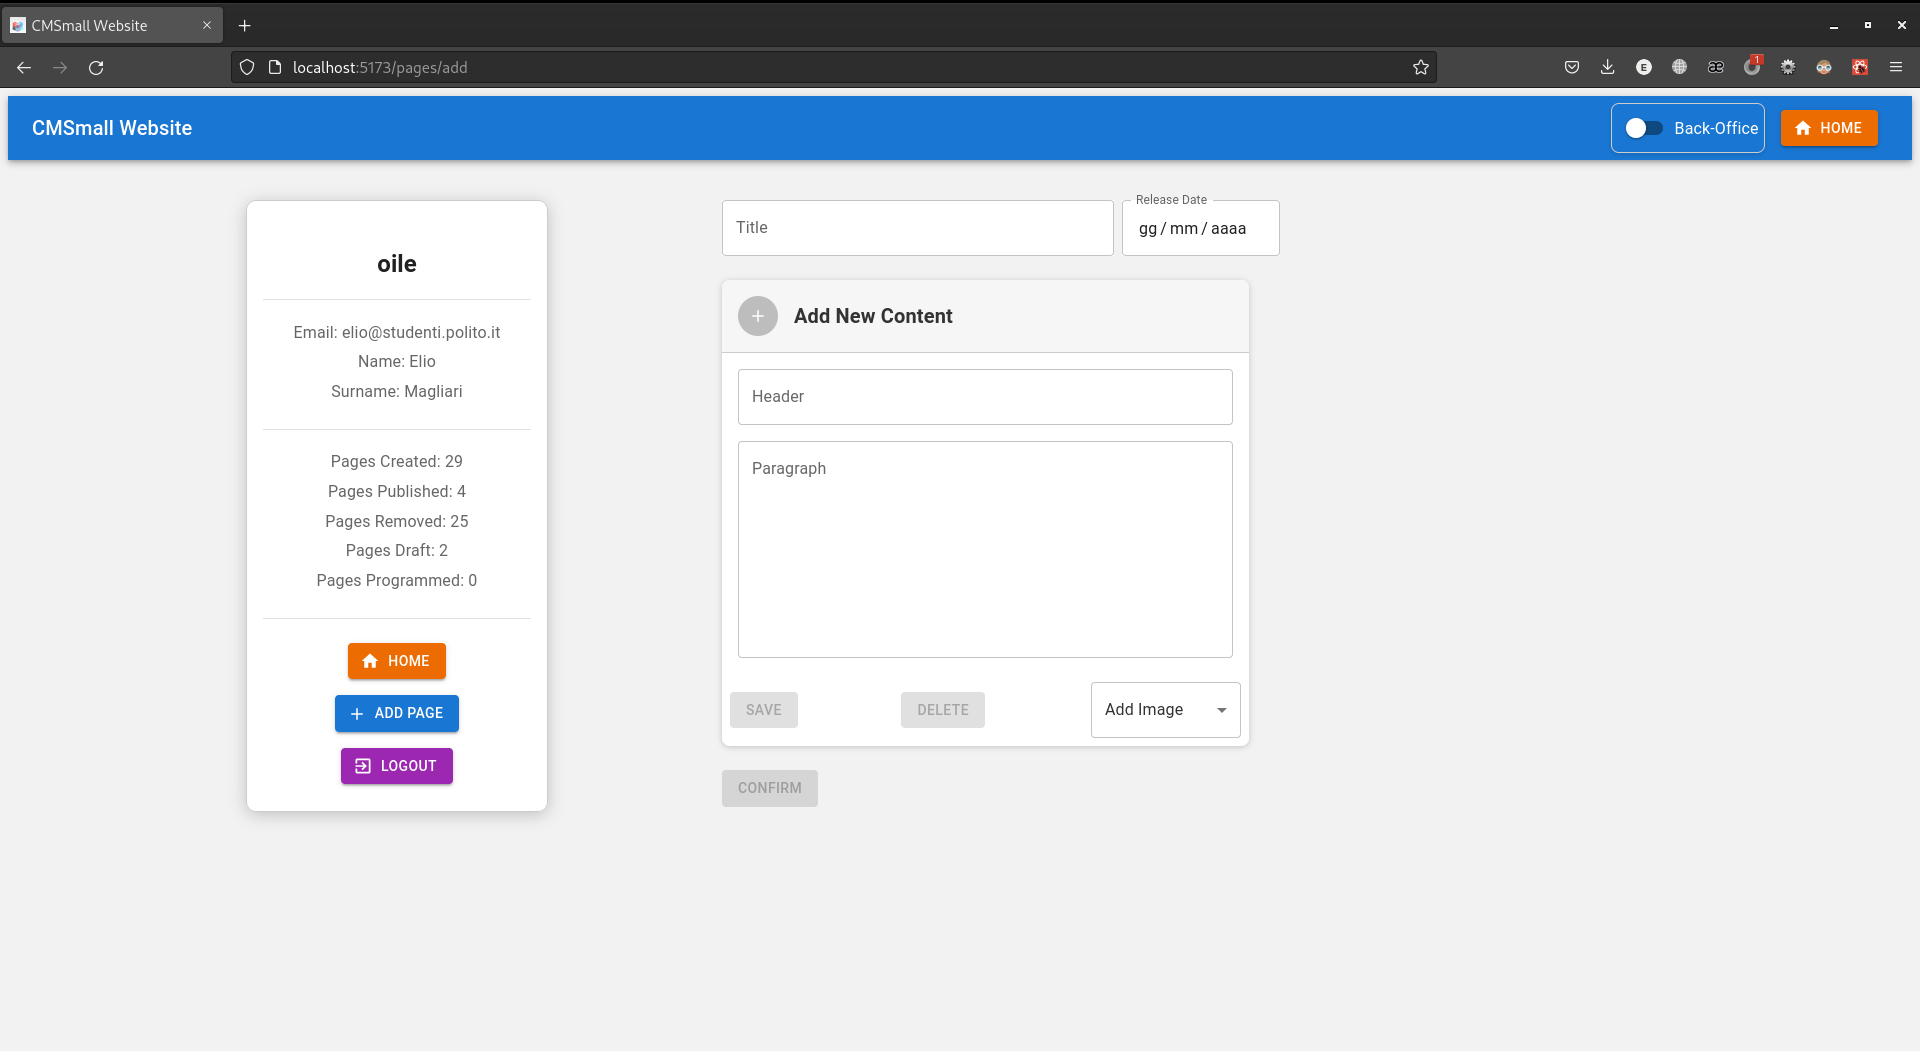 CMSmall Website
localhost:5173/pages/add
E
æ
1
CMSmall Website
Back-Office
HOME
oile
Email: elio@studenti.polito.it
Name: Elio
Surname: Magliari
Pages Created: 29
Pages Published: 4
Pages Removed: 25
Pages Draft: 2
Pages Programmed: 0
HOME
ADD PAGE
LOGOUT
Title
Release Date
gg/mm/aaaa
Add New Content
Header
Paragraph
SAVE
DELETE
Add Image
CONFIRM